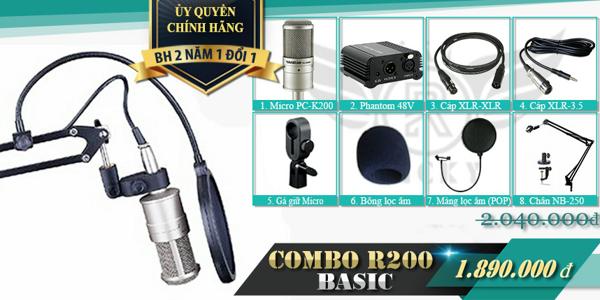 ỦY QUYỀN
CHÍNH HÃNG
BH 2 NĂM 1 ĐỔI 1
1. Micro PC-K200
2. Phantom 48V
3. Cáp XLR-XLR
4. Cáp XLR-3.5
5. Gá giữ Micro
6. Bông lọc âm
7. Màng lọc âm (POP)
8. Chân NB-250
2.040.000đ
COMBO R200
BASIC
1.890.000 đ